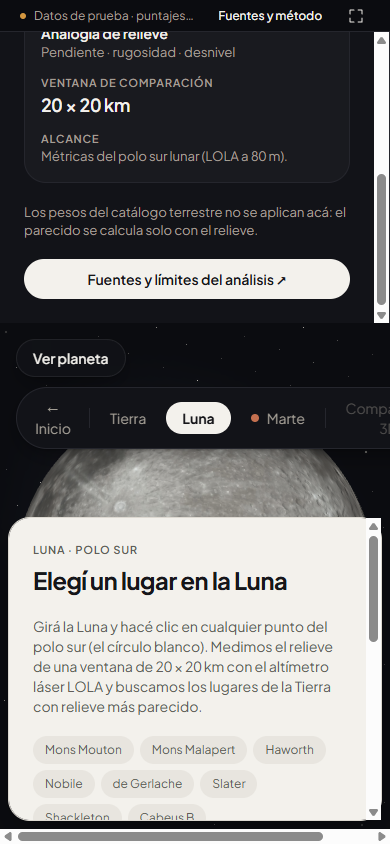 Datos de prueba · puntajes…
Fuentes y método
Analogía de relieve
Pendiente · rugosidad · desnivel
VENTANA DE COMPARACIÓN
20 × 20 km
ALCANCE
Métricas del polo sur lunar (LOLA a 80 m).
Los pesos del catálogo terrestre no se aplican acá: el
parecido se calcula solo con el relieve.
Fuentes y límites del análisis ↗
Ver planeta
← Inicio
Tierra
Luna
Marte
LUNA · POLO SUR
Elegí un lugar en la Luna
Girá la Luna y hacé clic en cualquier punto del
polo sur (el círculo blanco). Medimos el relieve
de una ventana de 20 × 20 km con el altímetro
láser LOLA y buscamos los lugares de la Tierra
con relieve más parecido.
Mons Mouton
Mons Malapert
Haworth
Nobile
de Gerlache
Slater
Shackleton
Cabeus B